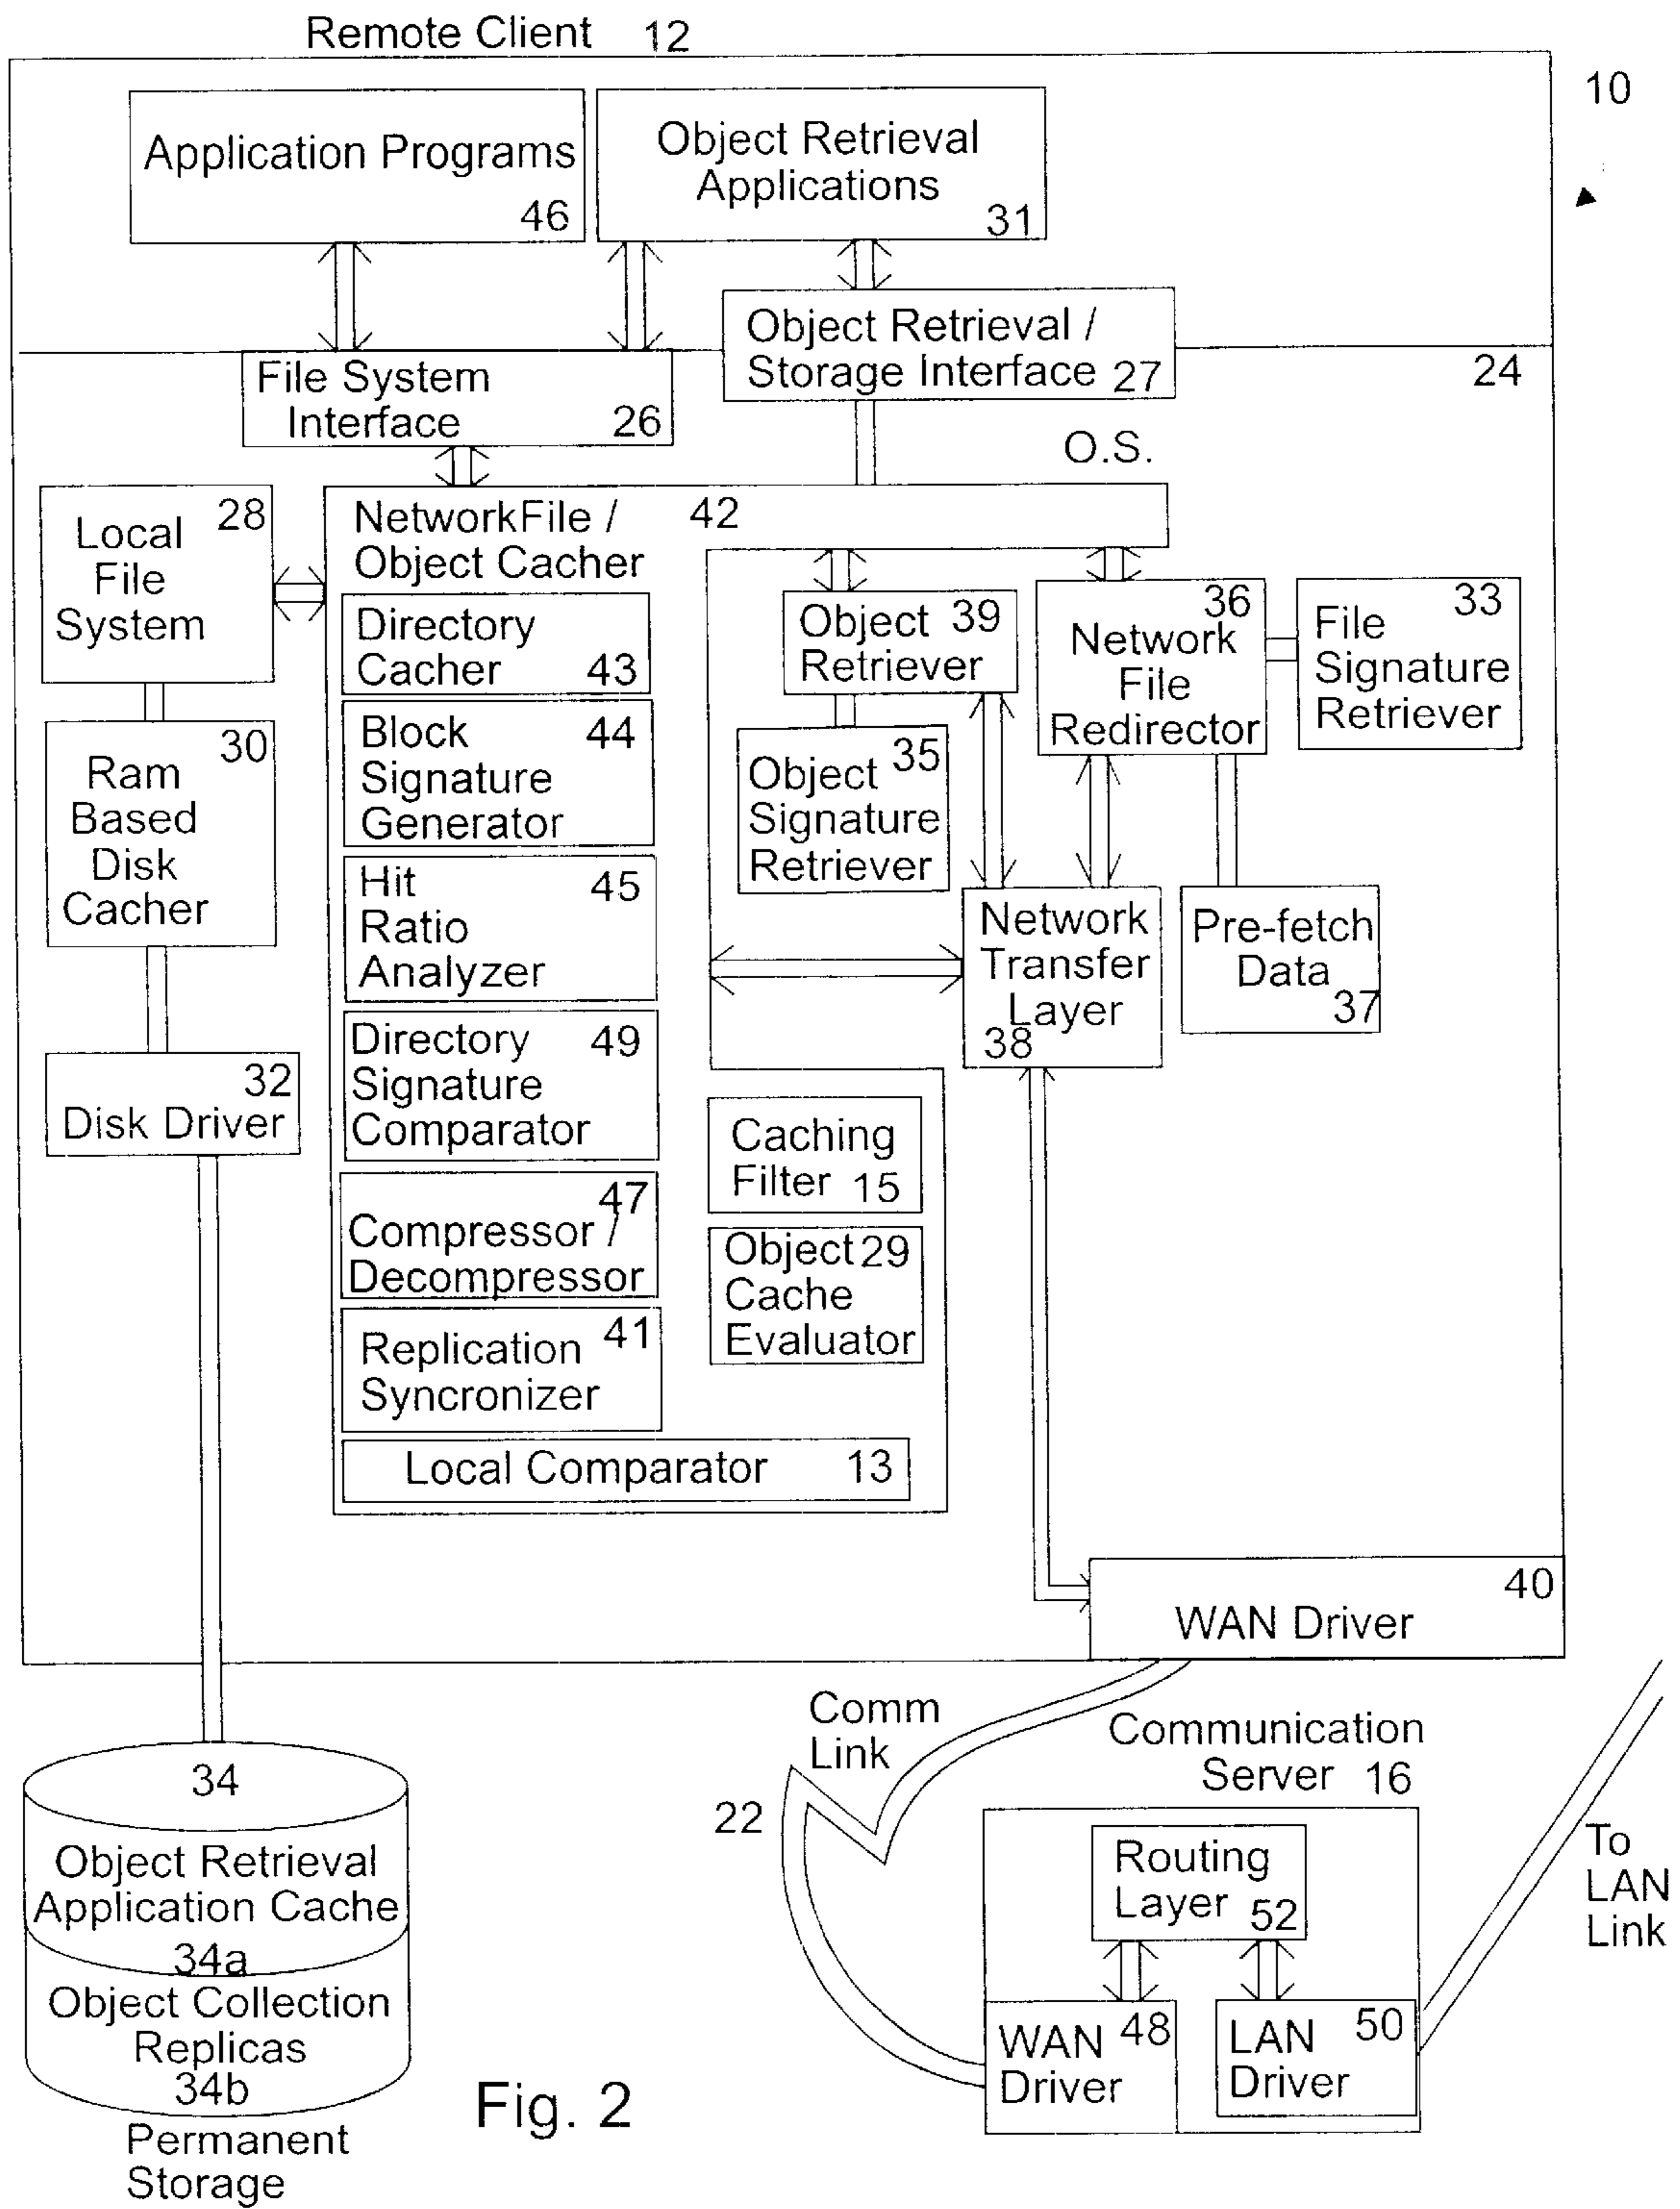 Remote Client 12
10
Application Programs
46
Object Retrieval
Applications
31
Object Retrieval /
Storage Interface 27
24
File System
Interface 26
O.S.
28
Local
File
System
NetworkFile / 42
Object Cacher
Directory
Cacher 43
Block 44
Signature
Generator
Hit 45
Ratio
Analyzer
Directory 49
Signature
Comparator
47
Compressor /
Decompressor
Replication 41
Syncronizer
Local Comparator 13
Caching
Filter 15
Object 29
Cache
Evaluator
Object 39
Retriever
35
Object
Signature
Retriever
36
Network
File
Redirector
33
File
Signature
Retriever
Network
Transfer
Layer
38
Pre-fetch
Data
37
30
Ram
Based
Disk
Cacher
32
Disk Driver
40
WAN Driver
Comm
Link
22
Communication
Server 16
Routing
Layer 52
WAN 48
Driver
LAN 50
Driver
To
LAN
Link
34
Object Retrieval
Application Cache
34a
Object Collection
Replicas
34b
Permanent
Storage
Fig. 2